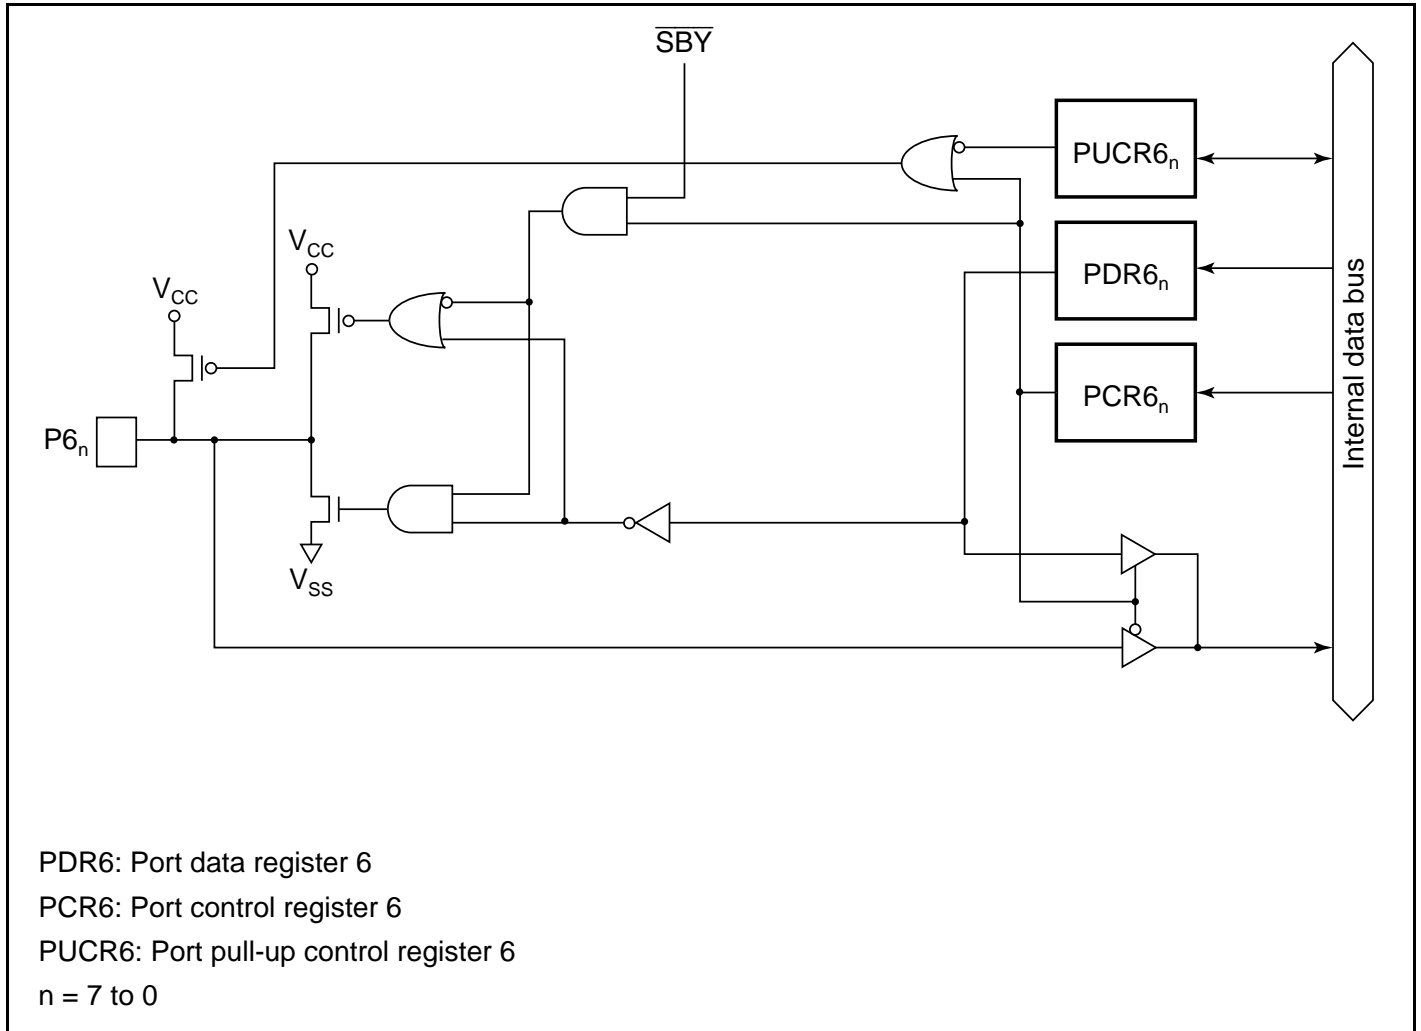 SBY
PUCR6n
VCC
PDR6n
VCC
Internal data bus
PCR6n
P6n
VSS
PDR6: Port data register 6
PCR6: Port control register 6
PUCR6: Port pull-up control register 6
n = 7 to 0